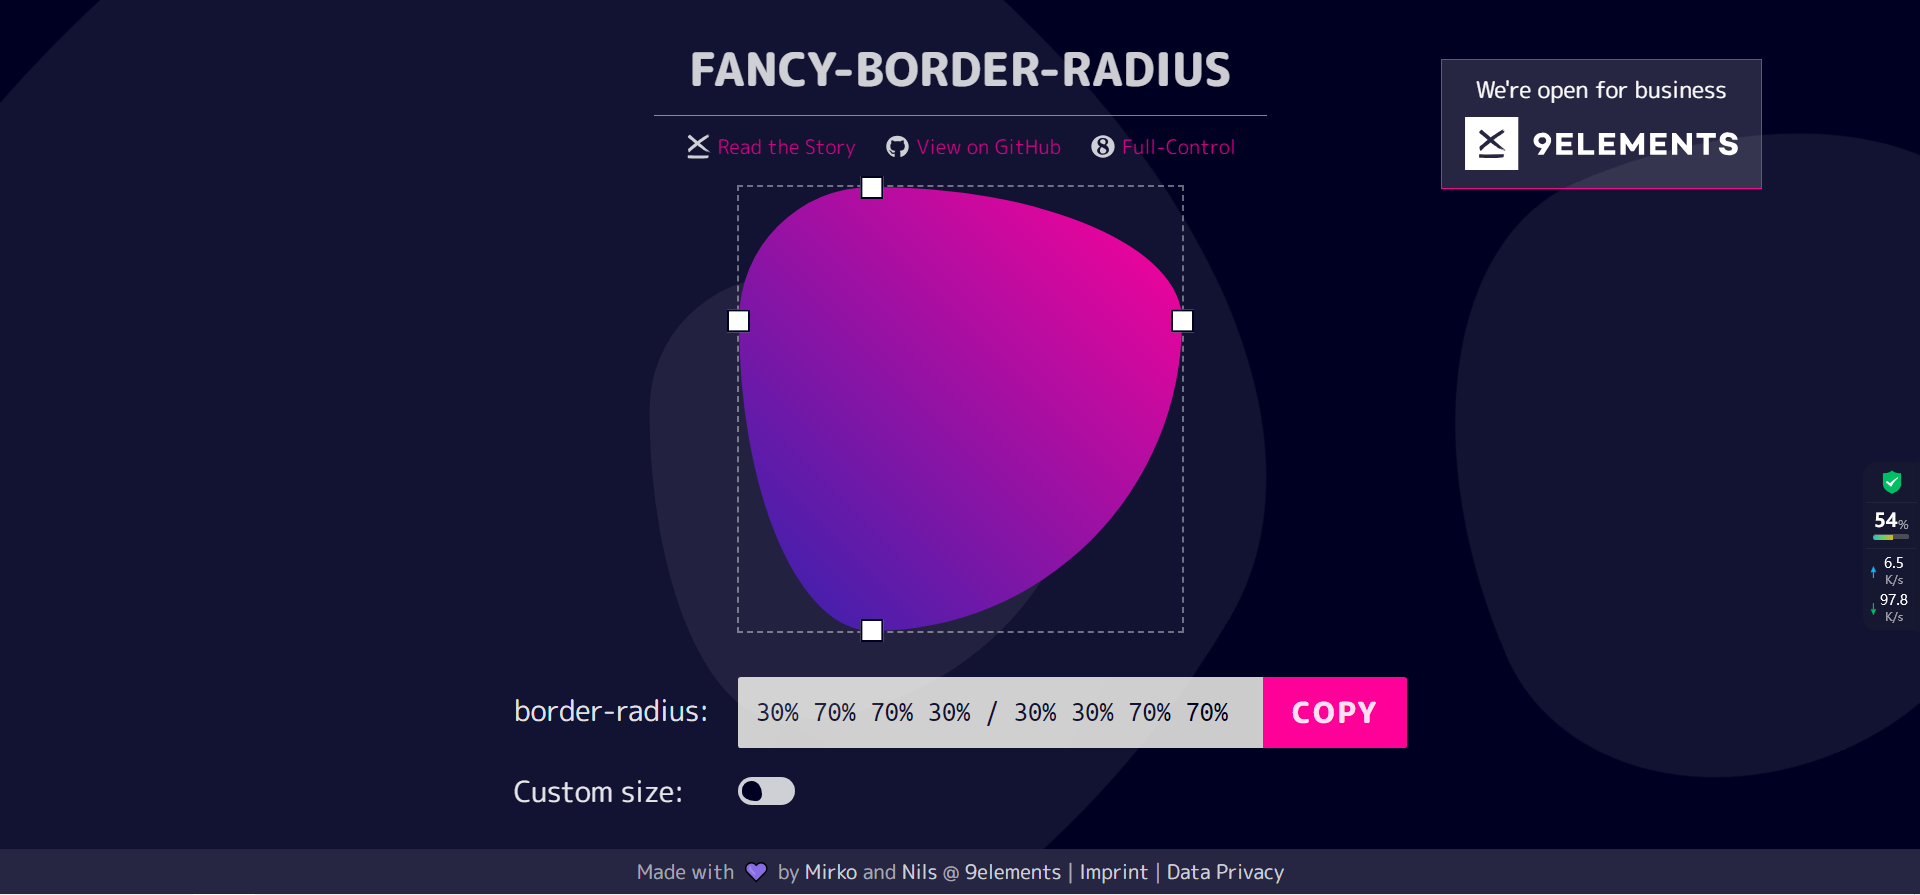 FANCY-BORDER-RADIUS
We're open for business
9ELEMENTS
Read the Story View on GitHub Full-Control
54%
6.5
K/s
97.8
K/s
border-radius: 30% 70% 70% 30% / 30% 30% 70% 70% COPY
Custom size:
Made with 💜 by Mirko and Nils @ 9elements | Imprint | Data Privacy